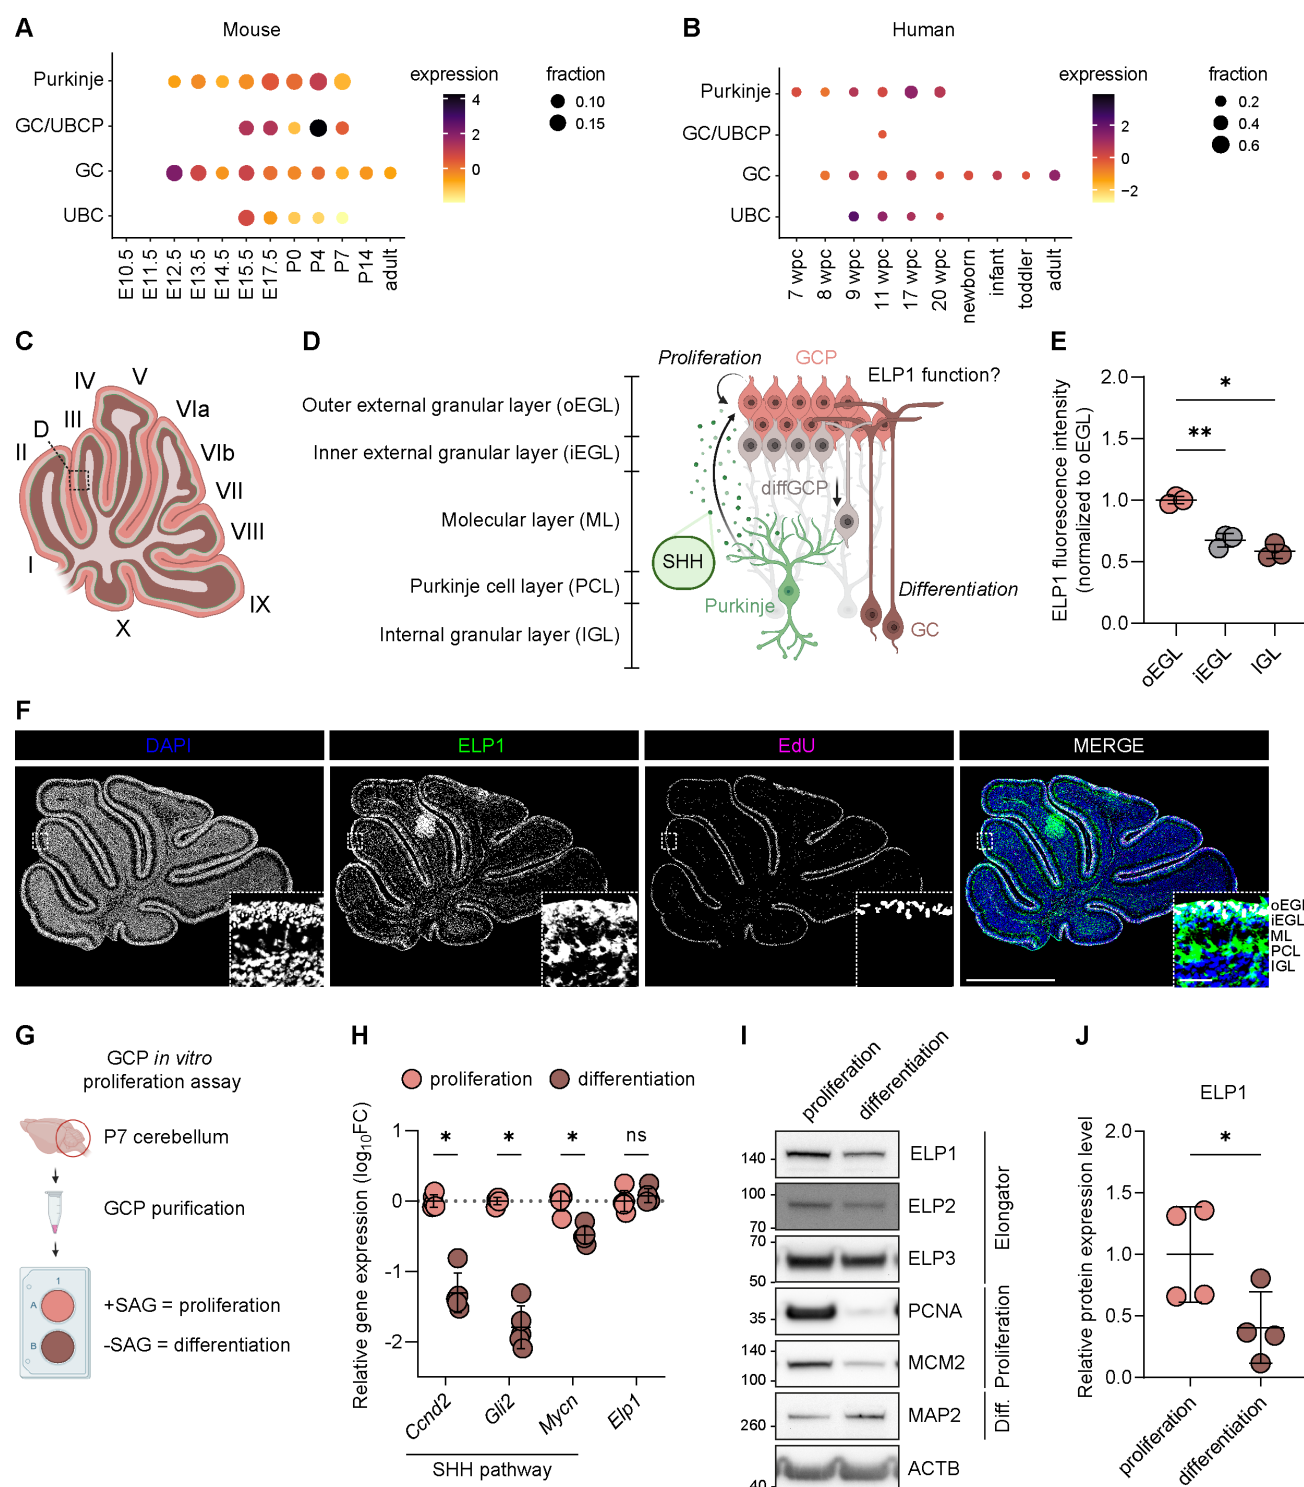 A
Mouse
Purkinje
GC/UBCP
GC
UBC
E10.5
E11.5
E12.5
E13.5
E14.5
E15.5
E17.5
P0
P4
P7
P14
adult
expression
4
2
0
fraction
0.10
0.15
B
Human
Purkinje
GC/UBCP
GC
UBC
7 wpc
8 wpc
9 wpc
11 wpc
17 wpc
20 wpc
newborn
infant
toddler
adult
expression
2
0
−2
fraction
0.2
0.4
0.6
C
I
II
III
IV
V
VIa
VIb
VII
VIII
IX
X
D
D
Outer external granular layer (oEGL)
Inner external granular layer (iEGL)
Molecular layer (ML)
Purkinje cell layer (PCL)
Internal granular layer (IGL)
Proliferation
GCP
ELP1 function?
diffGCP
SHH
Purkinje
Differentiation
GC
E
ELP1 fluorescence intensity
(normalized to oEGL)
2.0
1.5
1.0
0.5
0.0
*
**
oEGL
iEGL
IGL
F
DAPI
ELP1
EdU
MERGE
oEGL
iEGL
ML
PCL
IGL
G
GCP in vitro
proliferation assay
P7 cerebellum
GCP purification
1
A
B
+SAG = proliferation
-SAG = differentiation
H
proliferation
differentiation
Relative gene expression (log10FC)
1
0
-1
-2
*
*
*
ns
Ccnd2
Gli2
Mycn
Elp1
SHH pathway
I
proliferation
differentiation
140
ELP1
100
70
ELP2
70
50
ELP3
35
PCNA
140
100
MCM2
260
MAP2
40
ACTB
Elongator
Proliferation
Diff.
J
ELP1
Relative protein expression level
2.0
1.5
1.0
0.5
0.0
*
proliferation
differentiation